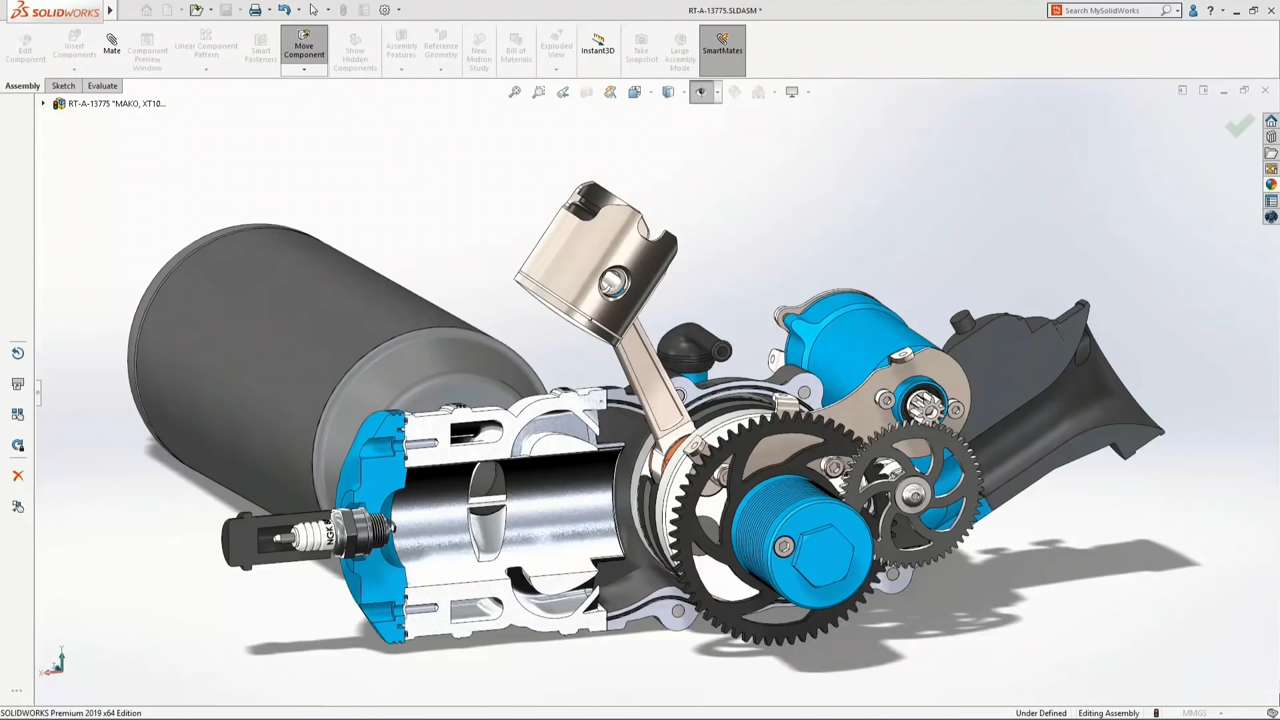 SOLIDWORKS
RT-A-13775.SLDASM *
Search MySolidWorks
?
Edit
Component
Insert
Components
Mate
Component
Preview
Window
Linear Component
Pattern
Smart
Fasteners
Move
Component
Show
Hidden
Components
Assembly
Features
Reference
Geometry
New
Motion
Study
Bill of
Materials
Exploded
View
Instant3D
Take
Snapshot
Large
Assembly
Mode
SmartMates
Assembly
Sketch
Evaluate
RT-A-13775 "MAKO, XT10...
NGK
Y
X
SOLIDWORKS Premium 2019 x64 Edition
Under Defined
Editing Assembly
MMGS